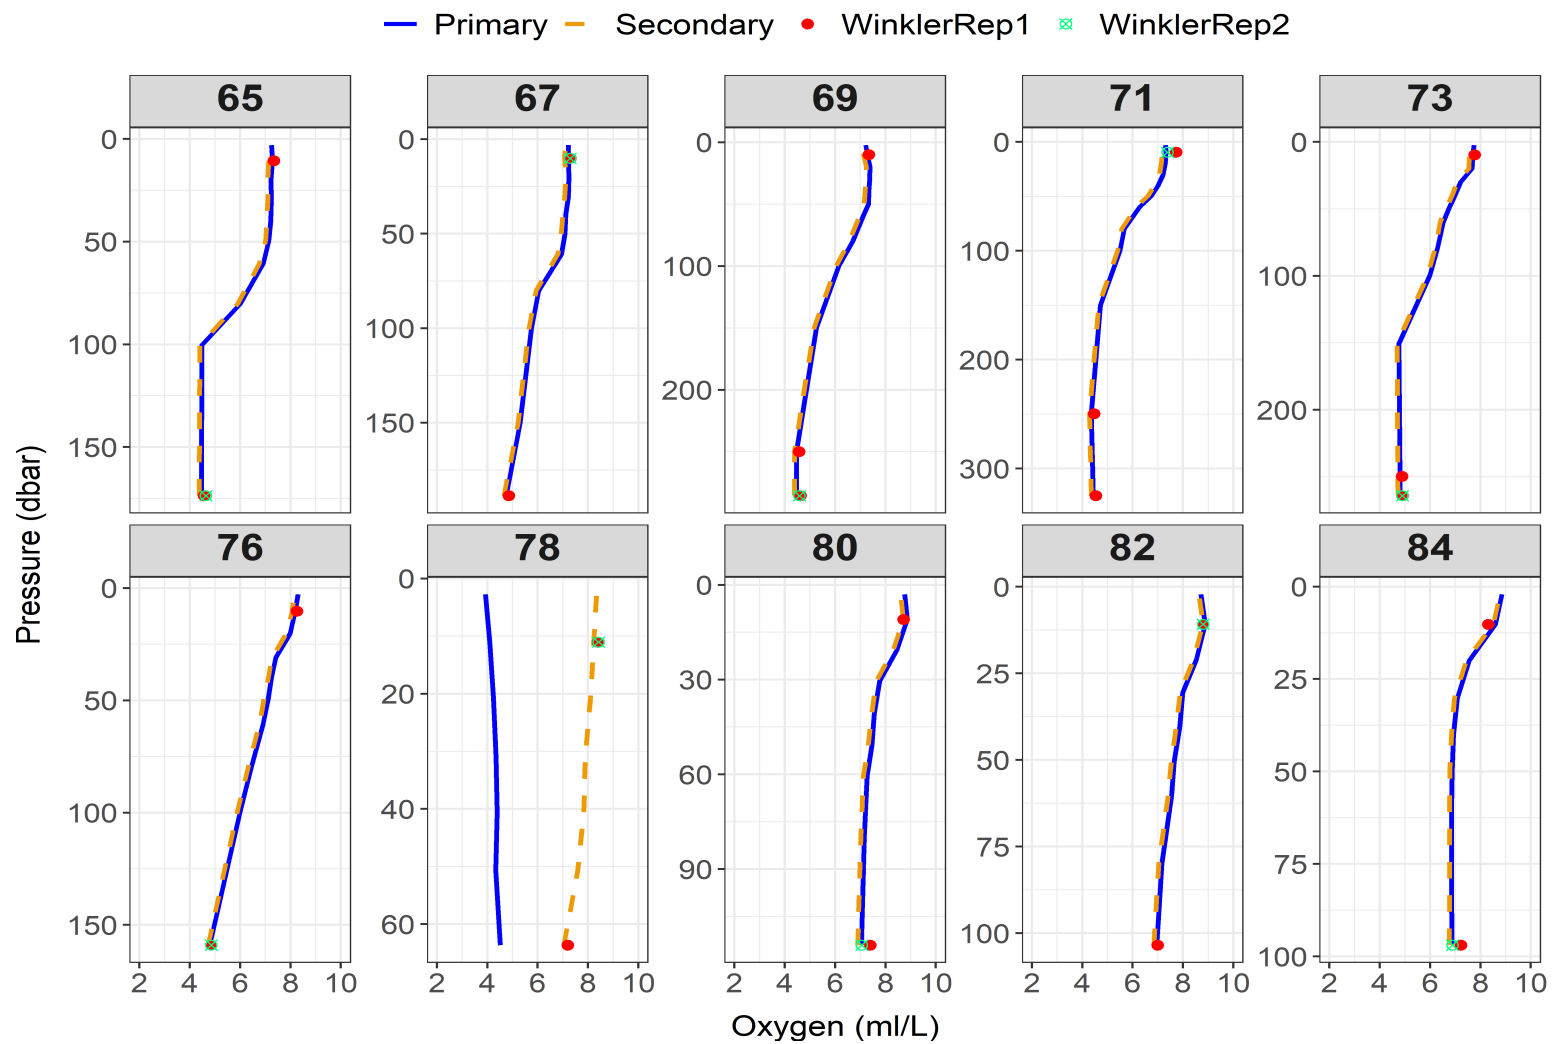 Primary Secondary WinklerRep1 WinklerRep2
65 67 69 71 73
0 50 100 150
0 50 100 150
0 100 200
0 100 200 300
0 100 200
76 78 80 82 84
0 50 100 150
0 20 40 60
0 30 60 90
0 25 50 75 100
0 25 50 75 100
2 4 6 8 10 2 4 6 8 10 2 4 6 8 10 2 4 6 8 10 2 4 6 8 10
Oxygen (ml/L)
Pressure (dbar)